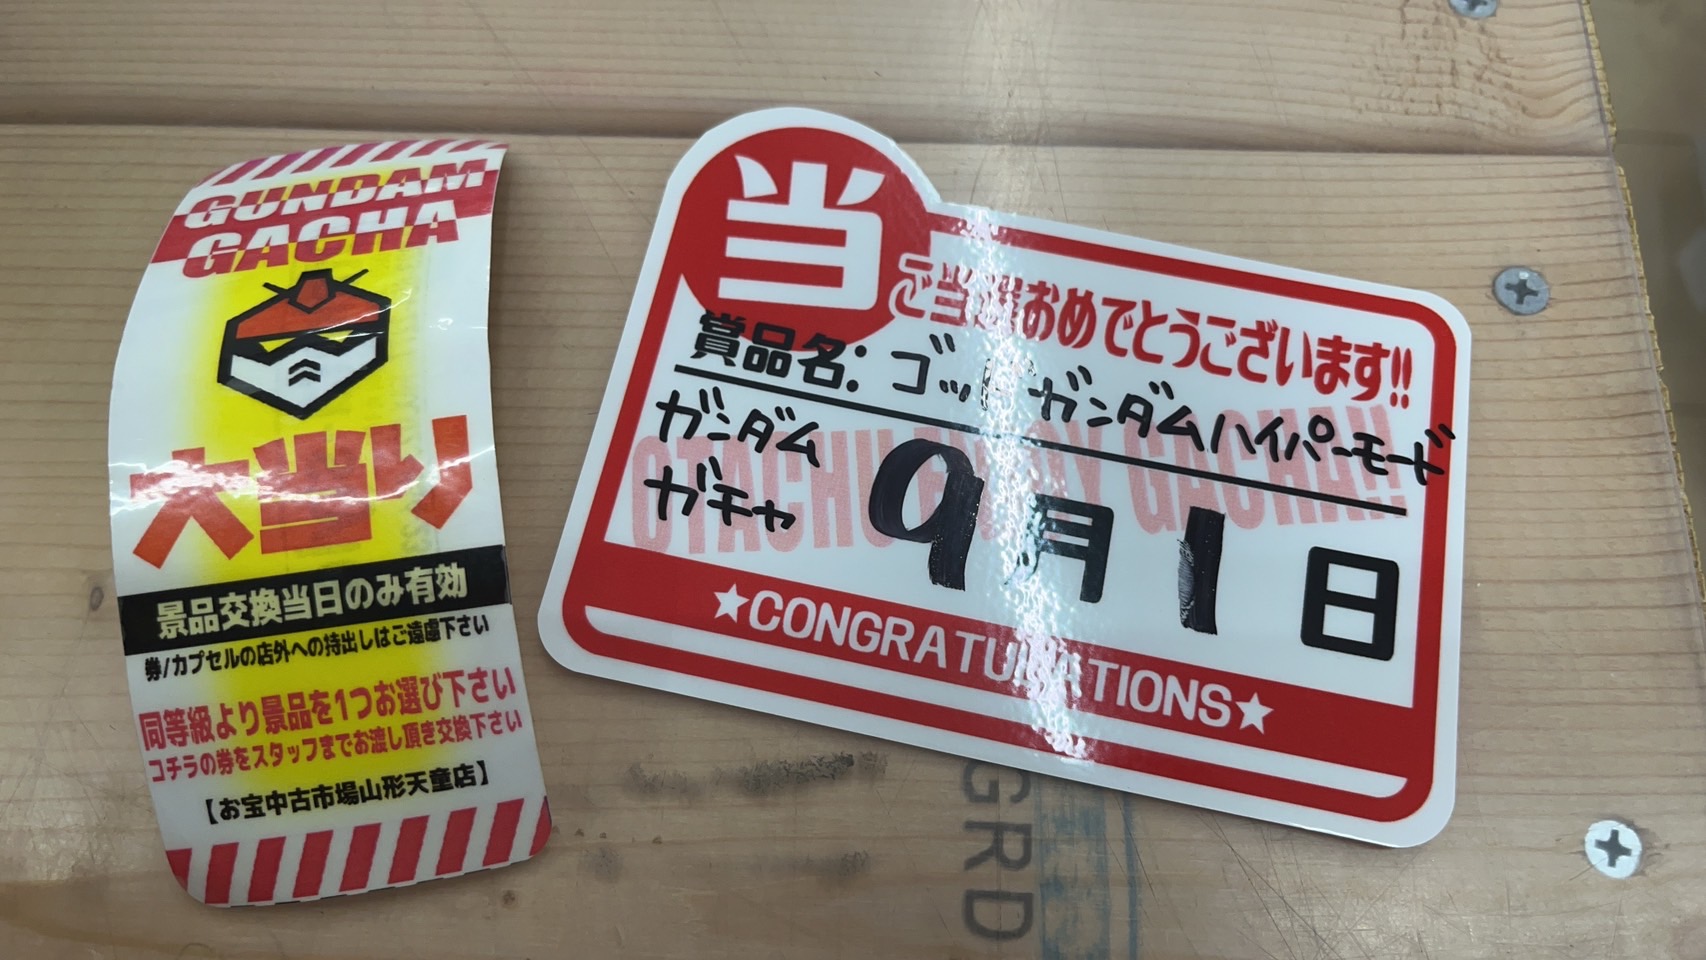 GUNDAM
GACHA
大当り
景品交換当日のみ有効
券/カプセルの店外への持出しはご遠慮下さい
同等級より景品を1つお選び下さい
コチラの券をスタッフまでお渡し頂き交換下さい
【お宝中古市場山形天童店】
当
ご当選おめでとうございます!!
賞品名: ゴッドガンダムハイパーモード
ガンダム
ガチャ
9月1日
GACHA!!
★CONGRATULATIONS★
GRD